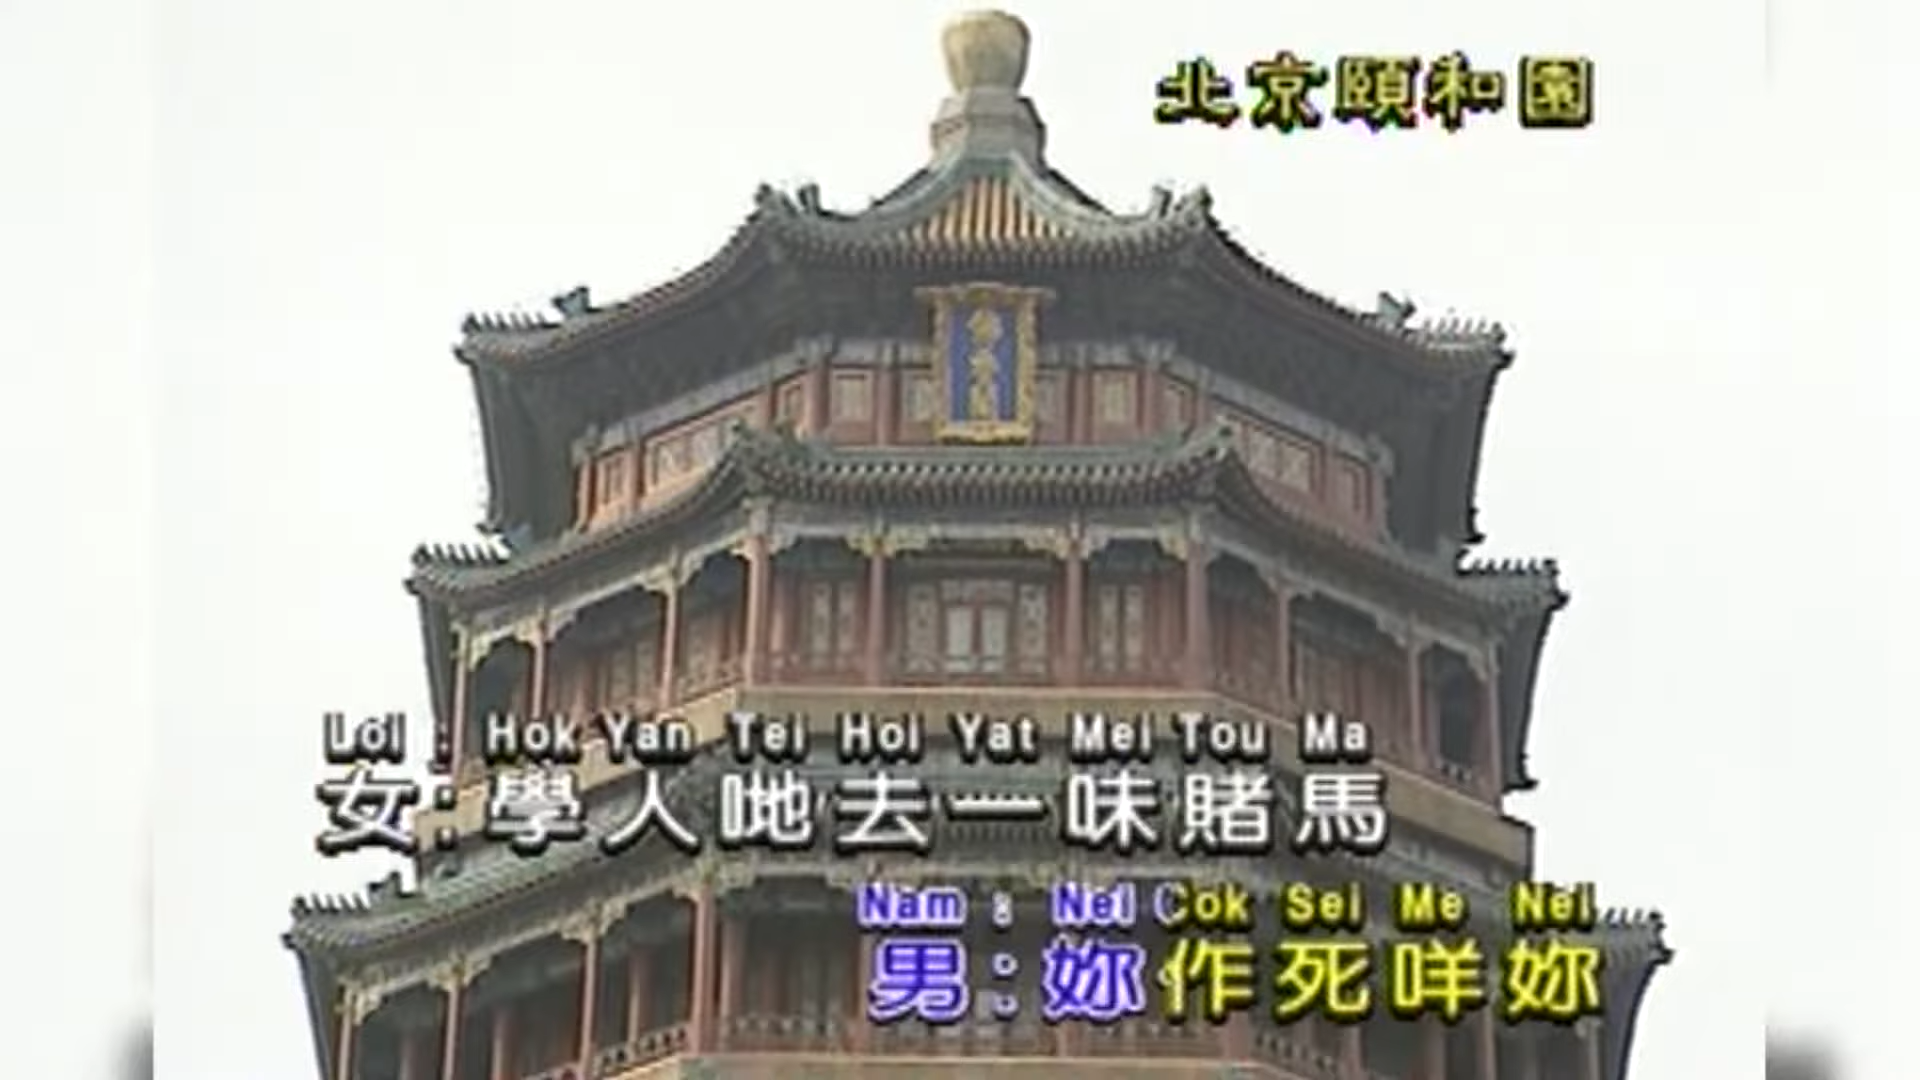 北京頤和園
Loi : Hok Yan Tei Hoi Yat Mei Tou Ma
女:學人哋去一味賭馬
Nam : Nei Cok Sei Me Nei
男:妳作死咩妳